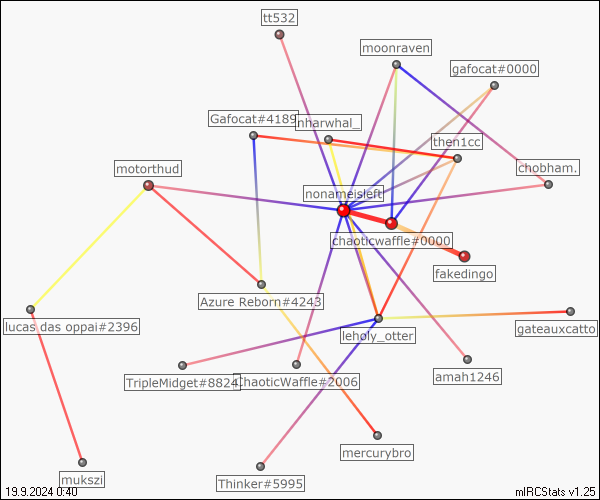 tt532
moonraven
gafocat#0000
Gafocat#4189
nharwhal_
then1cc
motorthud
chobham.
nonameisleft
chaoticwaffle#0000
fakedingo
Azure Reborn#4243
lucas das oppai#2396
leholy_otter
gateauxcatto
TripleMidget#8824
ChaoticWaffle#2006
amah1246
mercurybro
mukszi
Thinker#5995
19.9.2024 0:40
mIRCStats v1.25